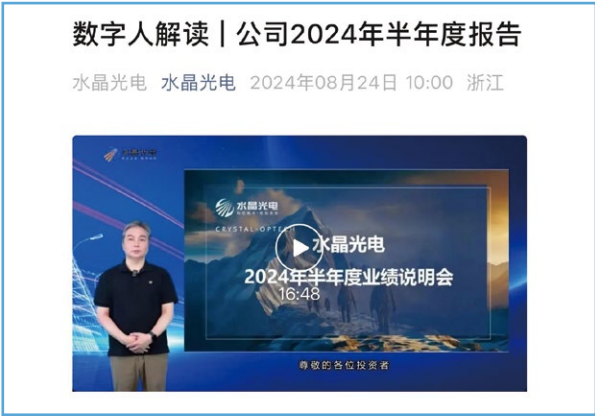 数字人解读 | 公司2024年半年度报告
水晶光电 水晶光电 2024年08月24日 10:00 浙江
水晶光电
CRYSTAL-OPTECH
水晶光电
2024年半年度业绩说明会
16:48
尊敬的各位投资者